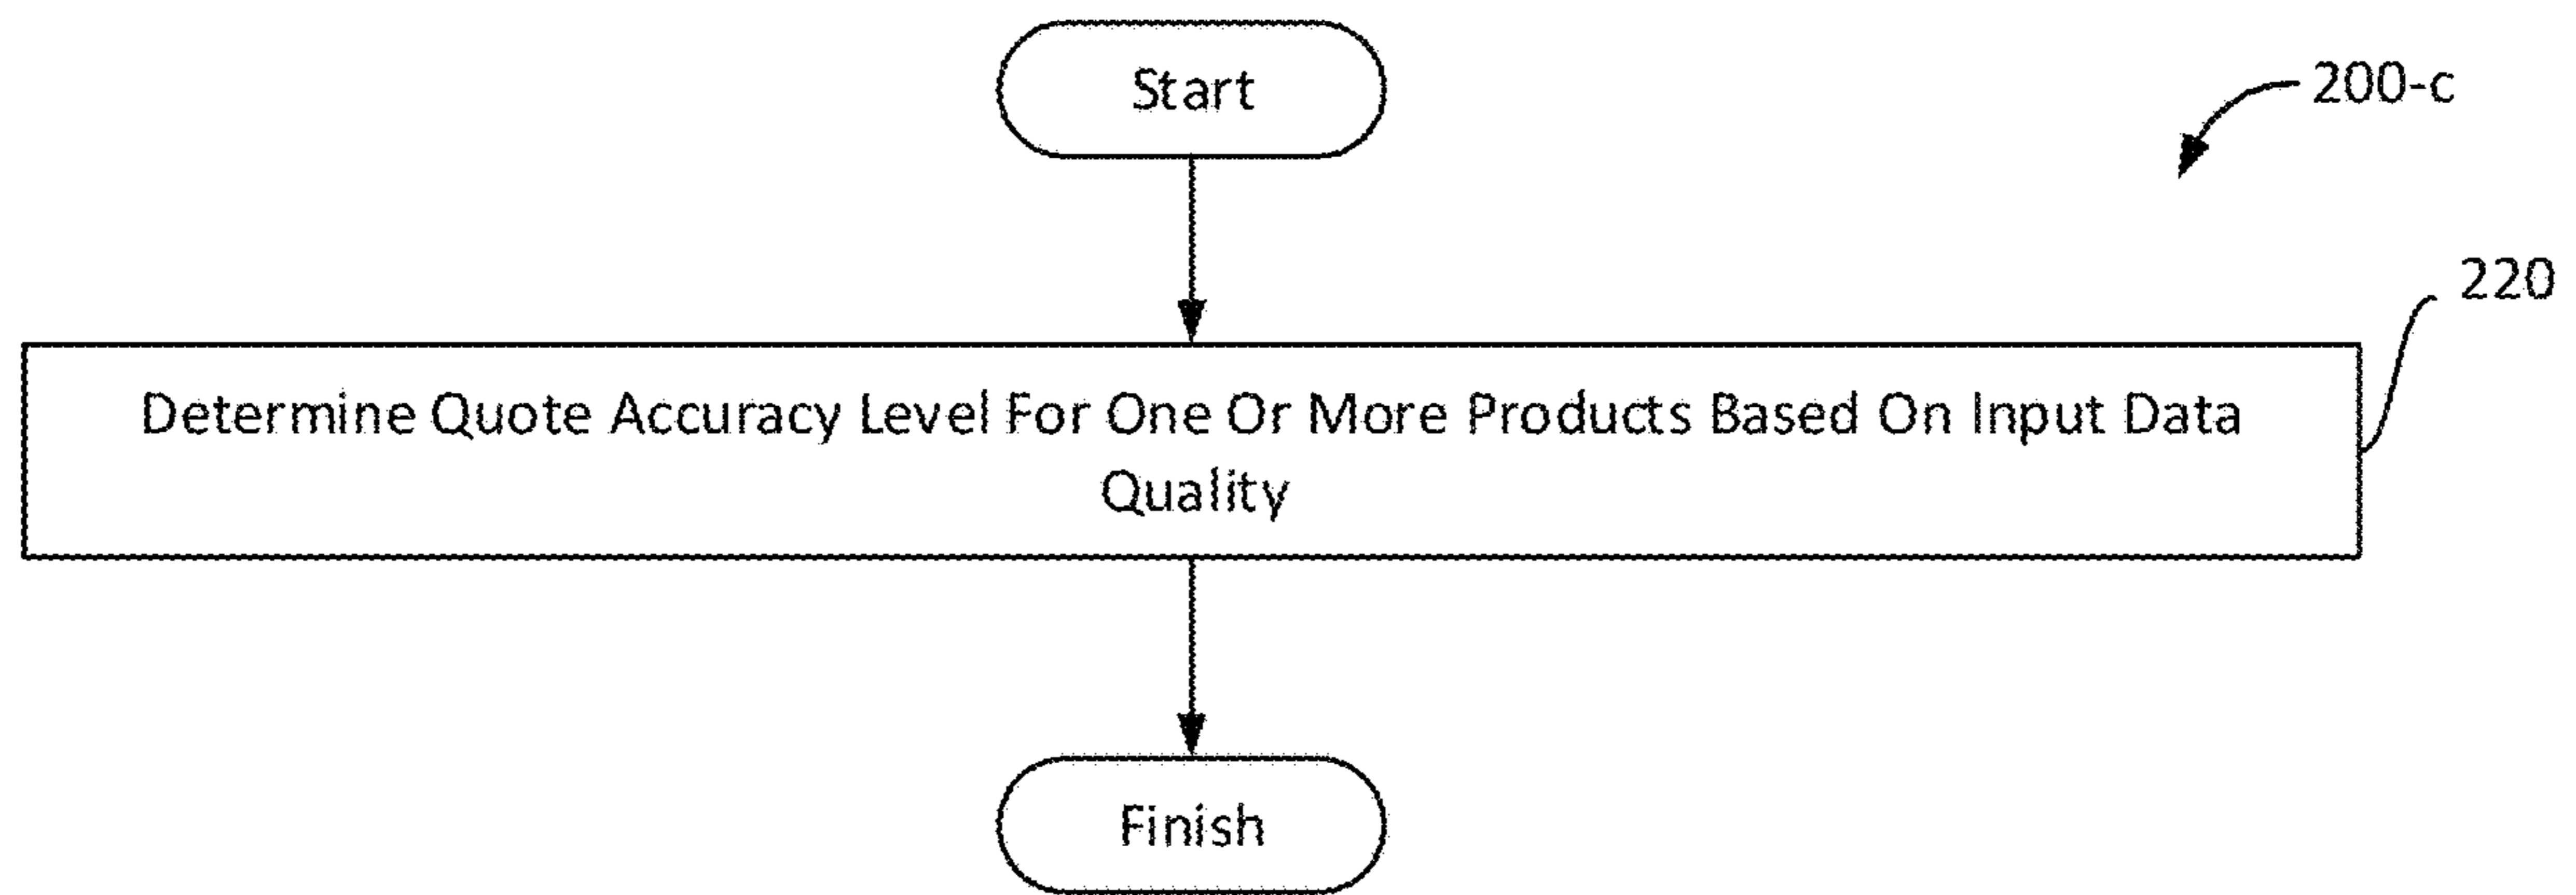 Start
200-c
220
Determine Quote Accuracy Level For One Or More Products Based On Input Data
Quality
Finish